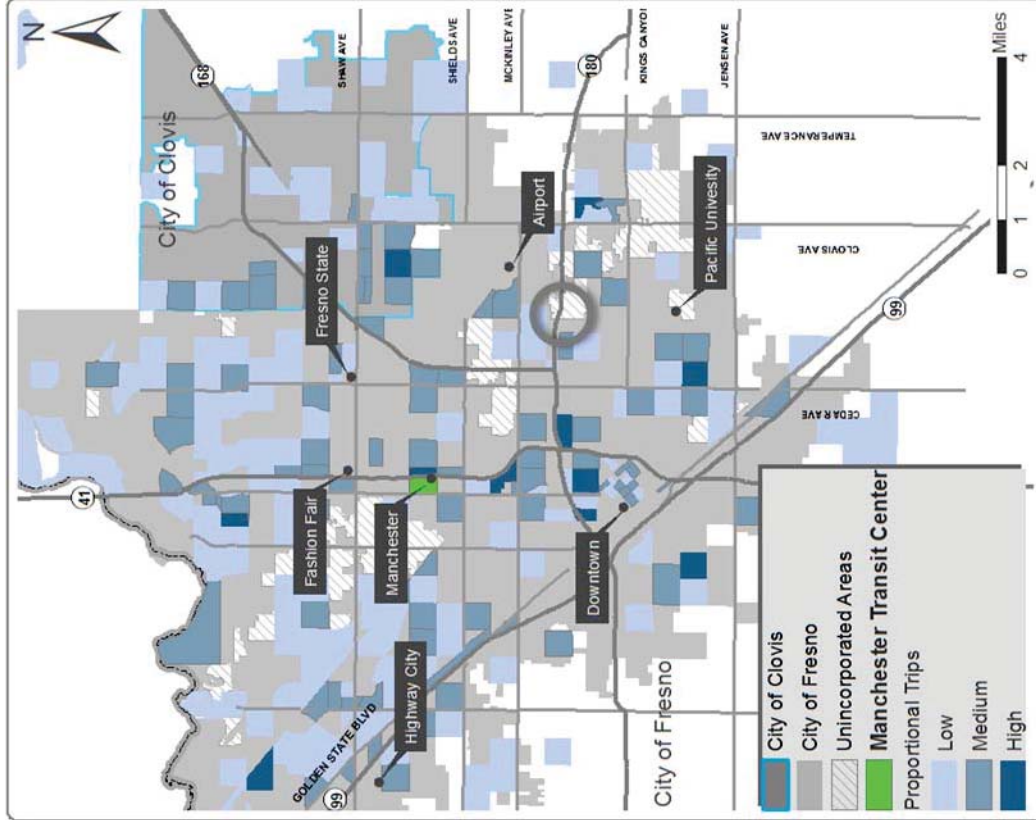 N
41
168
City of Clovis
SHAW AVE
SHIELDS AVE
MCKINLEY AVE
180
KINGS CANYON
JENSEN AVE
Fresno State
Fashion Fair
Manchester
Highway City
GOLDEN STATE BLVD
99
Airport
Pacific Univesity
Downtown
TEMPERANCE AVE
CLOVIS AVE
CEDAR AVE
99
City of Fresno
City of Clovis
City of Fresno
Unincorporated Areas
Manchester Transit Center
Proportional Trips
Low
Medium
High
0 1 2 4
Miles